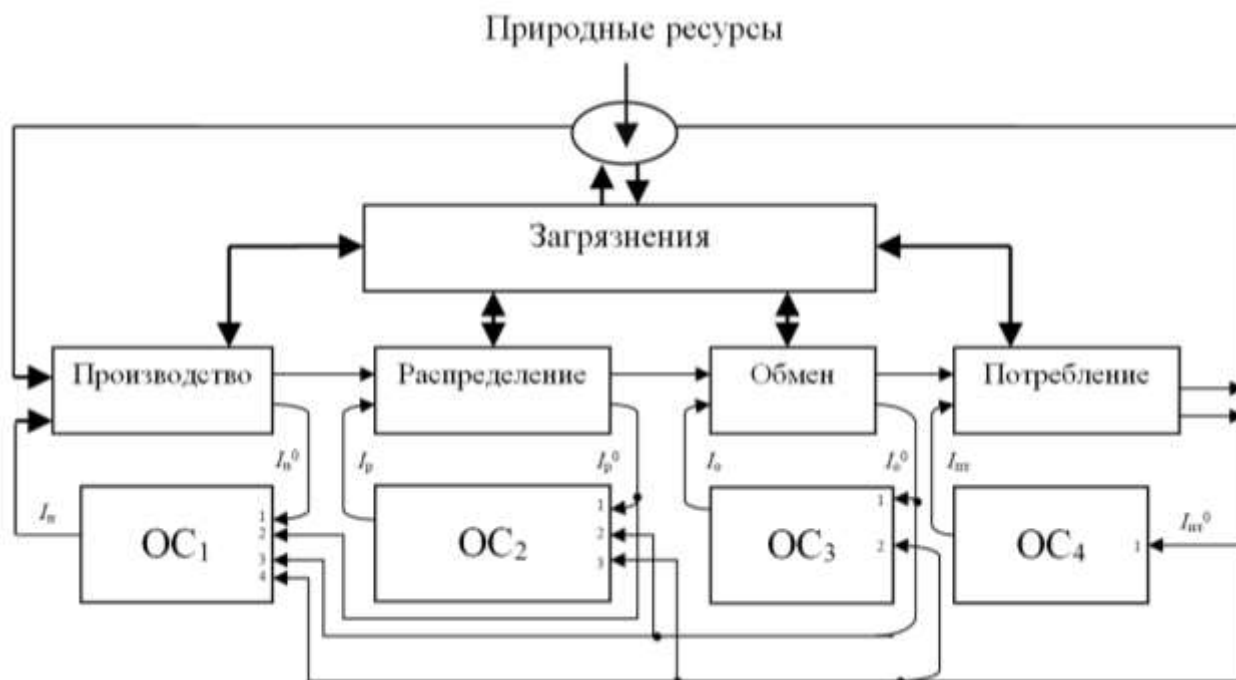 Природные ресурсы
Загрязнения
Производство
Распределение
Обмен
Потребление
Iп⁰
Iр
Iр⁰
Iо
Iо⁰
Iпт
Iп
Iпт⁰
ОС₁
1
2
3
4
ОС₂
1
2
3
ОС₃
1
2
ОС₄
1